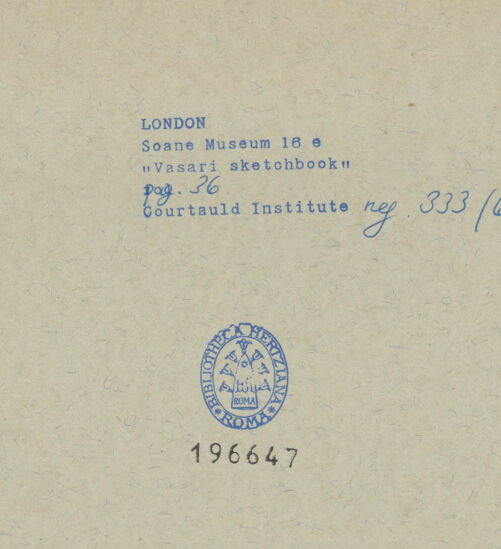 LONDON
Soane Museum 16 e
"Vasari sketchbook"
pag. 36
Courtauld Institute neg. 333 /
BIBLIOTHECA HERTZIANA
ROMA
* ROMA *
196647